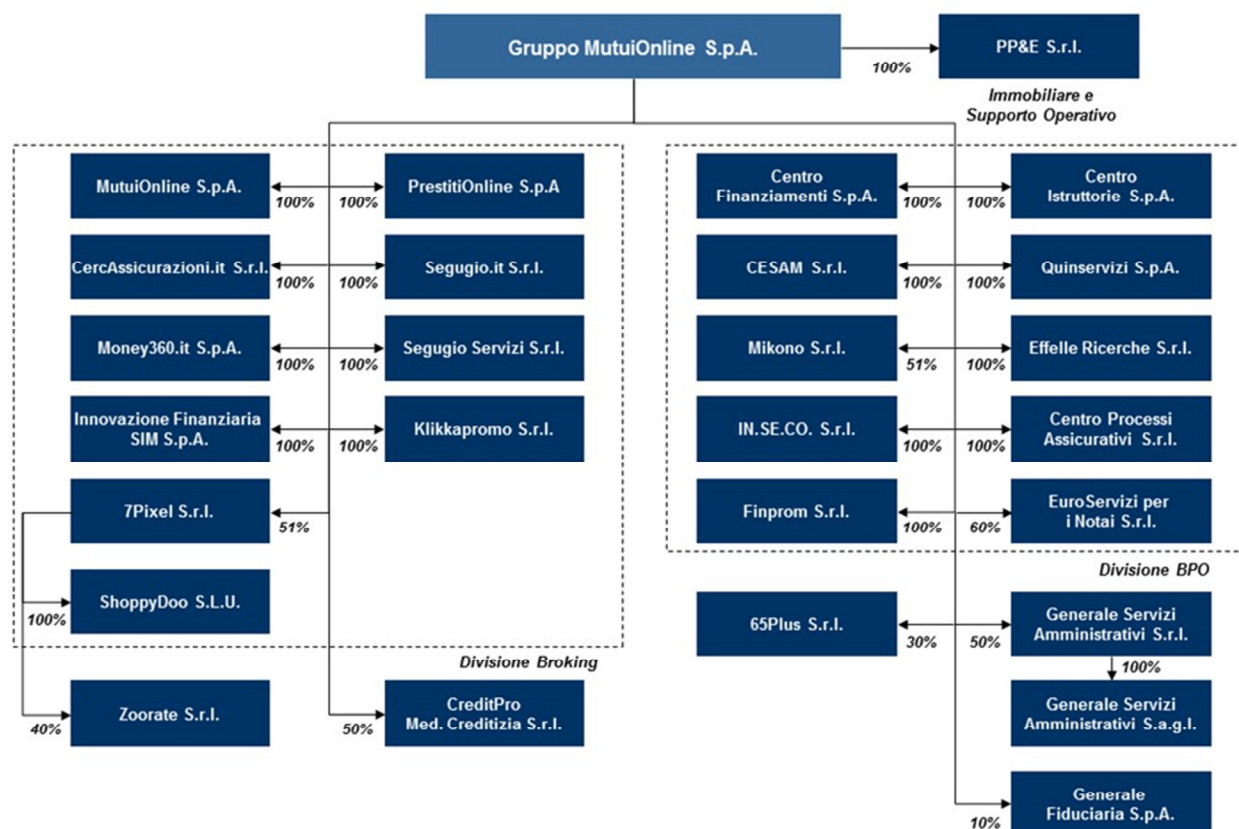 Gruppo MutuiOnline S.p.A.
PP&E S.r.l.
100%
Immobiliare e
Supporto Operativo
MutuiOnline S.p.A.
100%
100%
PrestitiOnline S.p.A
CercAssicurazioni.it S.r.l.
100%
100%
Segugio.it S.r.l.
Money360.it S.p.A.
100%
100%
Segugio Servizi S.r.l.
Innovazione Finanziaria
SIM S.p.A.
100%
100%
Klikkapromo S.r.l.
7Pixel S.r.l.
51%
ShoppyDoo S.L.U.
100%
Divisione Broking
Zoorate S.r.l.
40%
50%
CreditPro
Med. Creditizia S.r.l.
Centro
Finanziamenti S.p.A.
100%
100%
Centro
Istruttorie S.p.A.
CESAM S.r.l.
100%
100%
Quinservizi S.p.A.
Mikono S.r.l.
51%
100%
Effelle Ricerche S.r.l.
IN.SE.CO. S.r.l.
100%
100%
Centro Processi
Assicurativi S.r.l.
Finprom S.r.l.
100%
60%
EuroServizi per
i Notai S.r.l.
Divisione BPO
65Plus S.r.l.
30%
50%
Generale Servizi
Amministrativi S.r.l.
100%
Generale Servizi
Amministrativi S.a.g.l.
10%
Generale
Fiduciaria S.p.A.